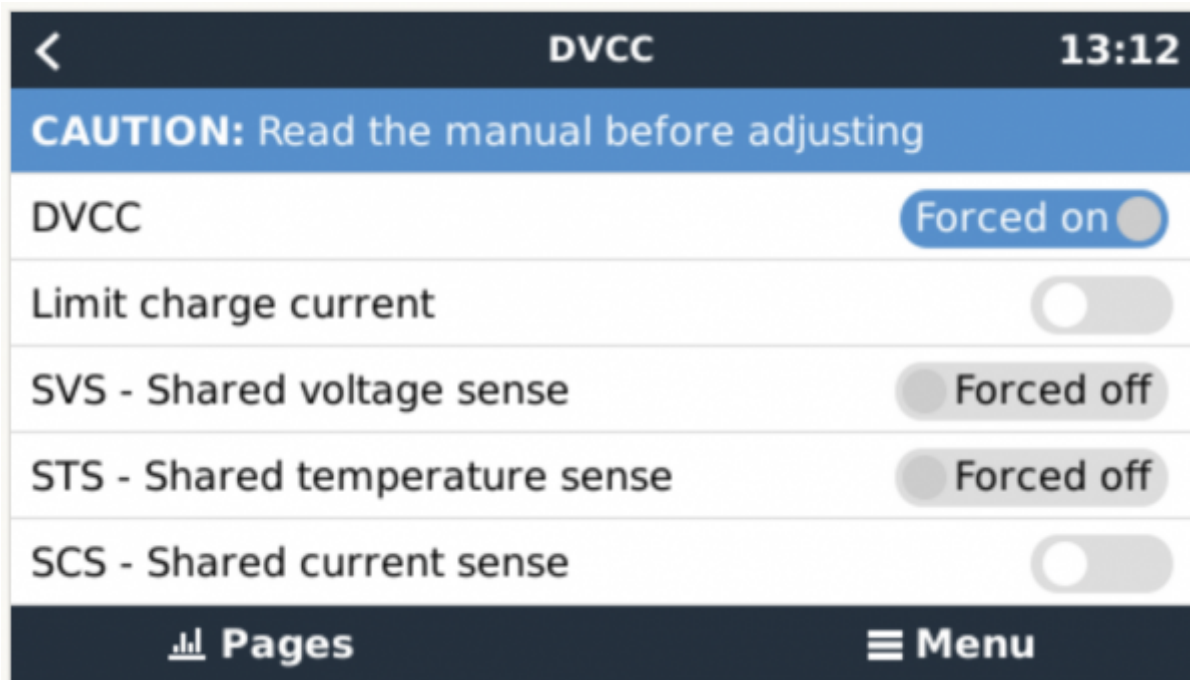 DVCC 13:12
CAUTION: Read the manual before adjusting
DVCC Forced on
Limit charge current
SVS - Shared voltage sense Forced off
STS - Shared temperature sense Forced off
SCS - Shared current sense
Pages Menu